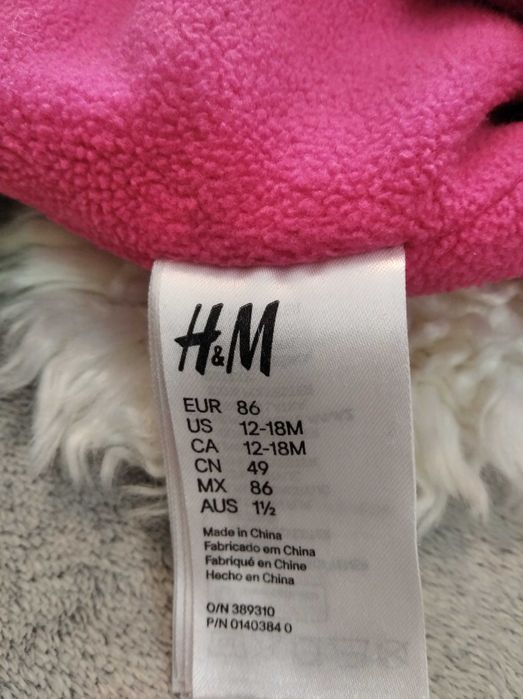 H&M
EUR 86
US 12-18M
CA 12-18M
CN 49
MX 86
AUS 1½
Made in China
Fabricado em China
Fabriqué en Chine
Hecho en China
O/N 389310
P/N 0140384 0